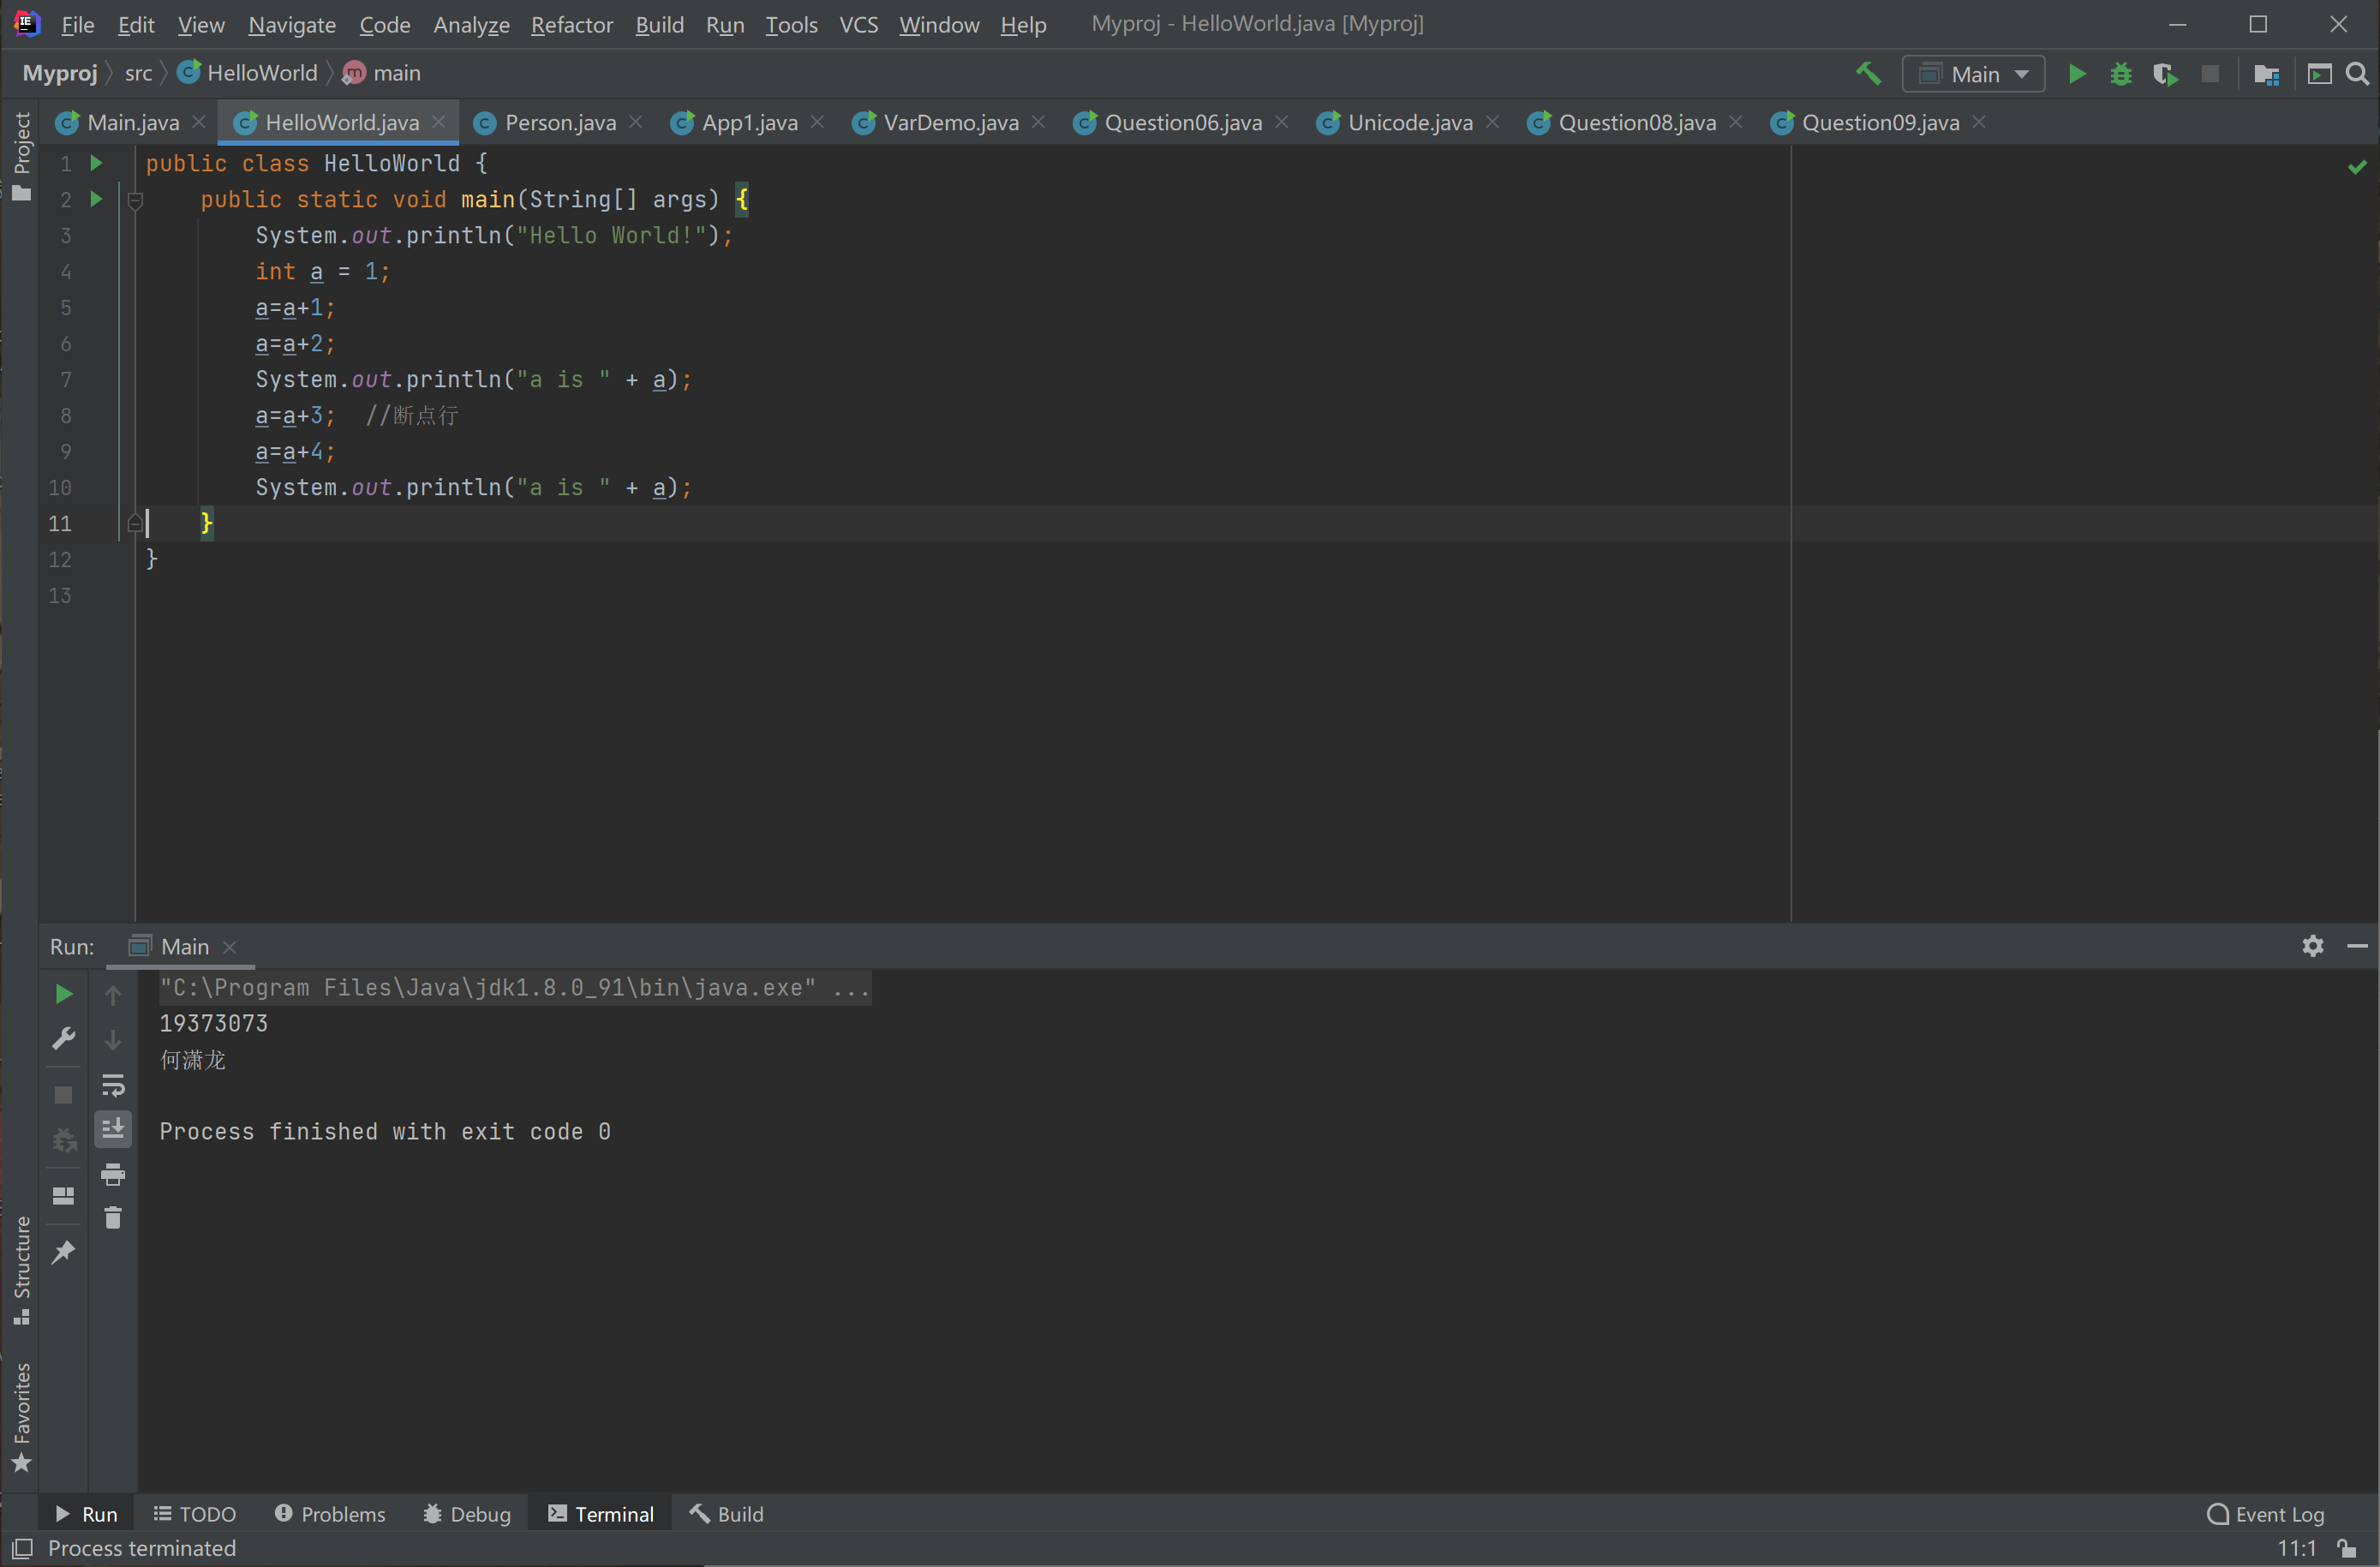 File Edit View Navigate Code Analyze Refactor Build Run Tools VCS Window Help Myproj - HelloWorld.java [Myproj]
Myproj src HelloWorld main Main
Main.java HelloWorld.java Person.java App1.java VarDemo.java Question06.java Unicode.java Question08.java Question09.java
Project
1 public class HelloWorld {
2 public static void main(String[] args) {
3 System.out.println("Hello World!");
4 int a = 1;
5 a=a+1;
6 a=a+2;
7 System.out.println("a is " + a);
8 a=a+3; //断点行
9 a=a+4;
10 System.out.println("a is " + a);
11 }
12 }
13
Run: Main
"C:\Program Files\Java\jdk1.8.0_91\bin\java.exe" ...
19373073
何潇龙
Process finished with exit code 0
Structure
Favorites
Run TODO Problems Debug Terminal Build Event Log
Process terminated 11:1